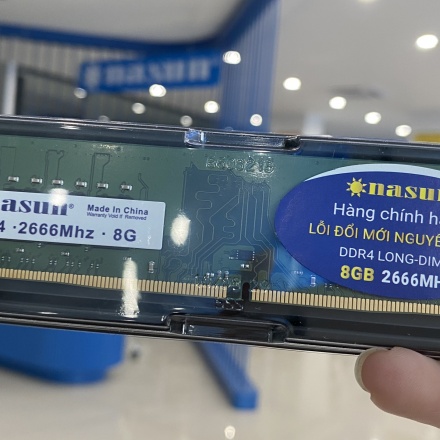 nasun
nasun®
Made In China
Warranty Void If Removed
4 · 2666Mhz · 8G
nasun
Hàng chính h
LỖI ĐỔI MỚI NGUYÊ
DDR4 LONG-DIM
8GB 2666MH